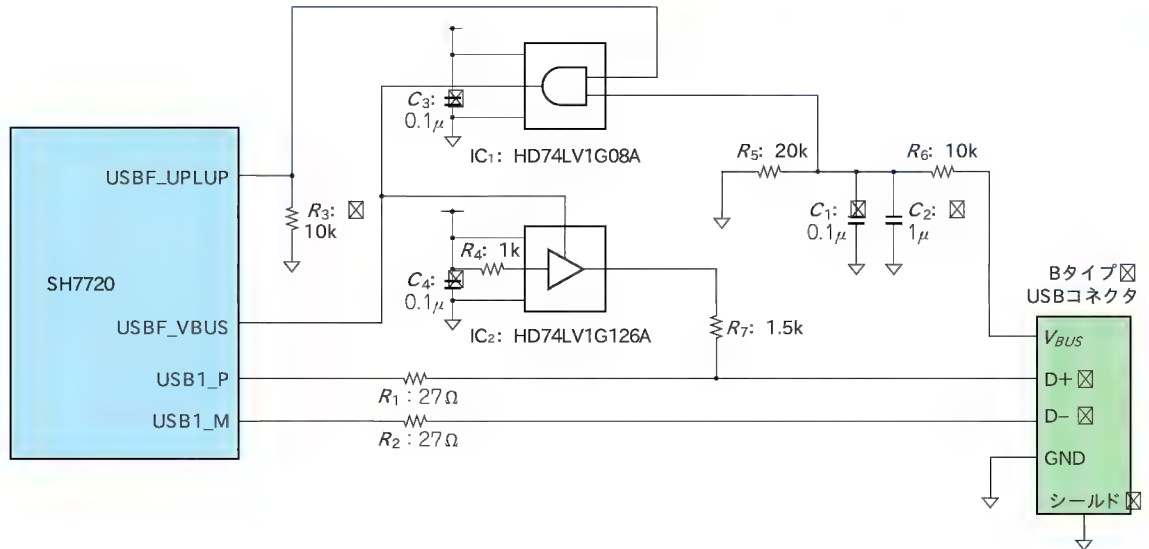 C₃:
0.1μ
IC₁: HD74LV1G08A
USBF_UPLUP
R₃:
10k
R₅: 20k
R₆: 10k
C₁:
0.1μ
C₂:
1μ
SH7720
R₄: 1k
C₄:
0.1μ
IC₂: HD74LV1G126A
USBF_VBUS
R₇: 1.5k
Bタイプ
USBコネクタ
V_BUS
USB1_P
R₁：27Ω
D+
USB1_M
R₂：27Ω
D-
GND
シールド